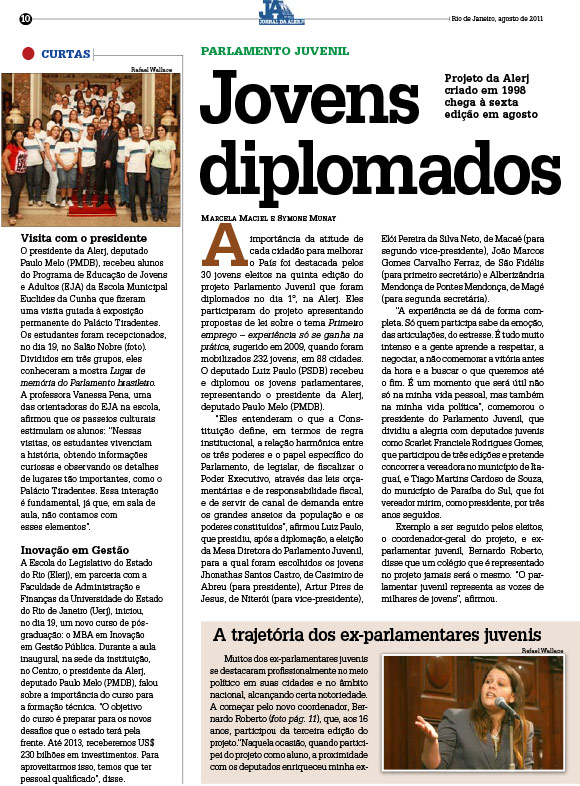 10
JA
JORNAL DA ALERJ
Rio de Janeiro, agosto de 2011
CURTAS
Rafael Wallace
Visita com o presidente
O presidente da Alerj, deputado
Paulo Melo (PMDB), recebeu alunos
do Programa de Educação de Jovens
e Adultos (EJA) da Escola Municipal
Euclides da Cunha que fizeram
uma visita guiada à exposição
permanente do Palácio Tiradentes.
Os estudantes foram recepcionados,
no dia 19, no Salão Nobre (foto).
Divididos em três grupos, eles
conheceram a mostra Lugar de
memória do Parlamento brasileiro.
A professora Vanessa Pena, uma
das orientadoras do EJA na escola,
afirmou que os passeios culturais
estimulam os alunos: "Nessas
visitas, os estudantes vivenciam
a história, obtendo informações
curiosas e observando os detalhes
de lugares tão importantes, como o
Palácio Tiradentes. Essa interação
é fundamental, já que, em sala de
aula, não contamos com
esses elementos".
Inovação em Gestão
A Escola do Legislativo do Estado
do Rio (Elerj), em parceria com a
Faculdade de Administração e
Finanças da Universidade do Estado
do Rio de Janeiro (Uerj), iniciou,
no dia 19, um novo curso de pós-
graduação: o MBA em Inovação
em Gestão Pública. Durante a aula
inaugural, na sede da instituição,
no Centro, o presidente da Alerj,
deputado Paulo Melo (PMDB), falou
sobre a importância do curso para
a formação técnica. "O objetivo
do curso é preparar para os novos
desafios que o estado terá pela
frente. Até 2013, receberemos US$
230 bilhões em investimentos. Para
aproveitarmos isso, temos que ter
pessoal qualificado", disse.
PARLAMENTO JUVENIL
Jovens
diplomados
Projeto da Alerj
criado em 1998
chega à sexta
edição em agosto
Marcela Maciel e Symone Munay
A importância da atitude de
cada cidadão para melhorar
o País foi destacada pelos
30 jovens eleitos na quinta edição do
projeto Parlamento Juvenil que foram
diplomados no dia 1º, na Alerj. Eles
participaram do projeto apresentando
propostas de lei sobre o tema Primeiro
emprego – experiência só se ganha na
prática, sugerido em 2009, quando foram
mobilizados 232 jovens, em 88 cidades.
O deputado Luiz Paulo (PSDB) recebeu
e diplomou os jovens parlamentares,
representando o presidente da Alerj,
deputado Paulo Melo (PMDB).
"Eles entenderam o que a Cons-
tituição define, em termos de regra
institucional, a relação harmônica entre
os três poderes e o papel específico do
Parlamento, de legislar, de fiscalizar o
Poder Executivo, através das leis orça-
mentárias e de responsabilidade fiscal,
e de servir de canal de demanda entre
os grandes anseios da população e os
poderes constituídos", afirmou Luiz Paulo,
que presidiu, após a diplomação, a eleição
da Mesa Diretora do Parlamento Juvenil,
para a qual foram escolhidos os jovens
Jhonathas Santos Castro, de Casimiro de
Abreu (para presidente), Artur Pires de
Jesus, de Niterói (para vice-presidente),
Elói Pereira da Silva Neto, de Macaé (para
segundo vice-presidente), João Marcos
Gomes Carvalho Ferraz, de São Fidélis
(para primeiro secretário) e Alberizândria
Mendonça de Pontes Mendonça, de Magé
(para segunda secretária).
"A experiência se dá de forma com-
pleta. Só quem participa sabe da emoção,
das articulações, do estresse. É tudo muito
intenso e a gente aprende a respeitar, a
negociar, a não comemorar a vitória antes
da hora e a buscar o que queremos até
o fim. É um momento que será útil não
só na minha vida pessoal, mas também
na minha vida política", comemorou o
presidente do Parlamento Juvenil, que
dividiu a alegria com deputados juvenis
como Scarlet Franciele Rodrigues Gomes,
que participou de três edições e pretende
concorrer a vereadora no município de Ita-
guaí, e Tiago Martins Cardoso de Souza,
do município de Paraíba do Sul, que foi
vereador mirim, como presidente, por três
anos seguidos.
Exemplo a ser seguido pelos eleitos,
o coordenador-geral do projeto, e ex-
parlamentar juvenil, Bernardo Roberto,
disse que um colégio que é representado
no projeto jamais será o mesmo. "O par-
lamentar juvenil representa as vozes de
milhares de jovens", afirmou.
A trajetória dos ex-parlamentares juvenis
Rafael Wallace
Muitos dos ex-parlamentares juvenis
se destacaram profissionalmente no meio
político em suas cidades e no âmbito
nacional, alcançando certa notoriedade.
A começar pelo novo coordenador, Ber-
nardo Roberto (foto pág. 11), que, aos 16
anos, participou da terceira edição do
projeto."Naquela ocasião, quando partici-
pei do projeto como aluno, a proximidade
com os deputados enriqueceu minha ex-